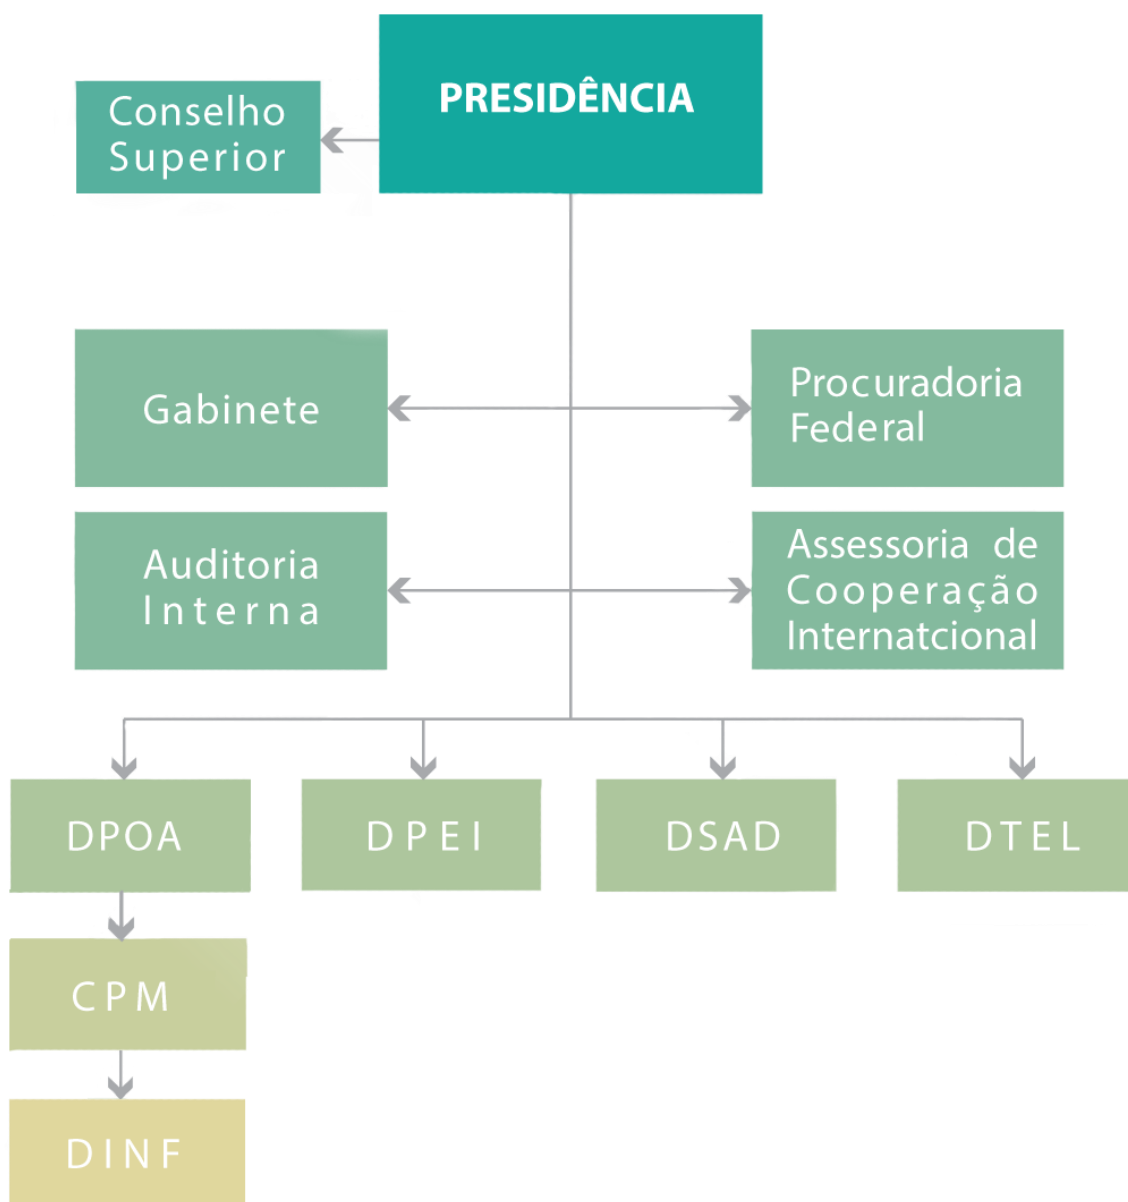 PRESIDÊNCIA
Conselho
Superior
Gabinete
Procuradoria
Federal
Auditoria
Interna
Assessoria de
Cooperação
Internatcional
DPOA
DPEI
DSAD
DTEL
CPM
DINF